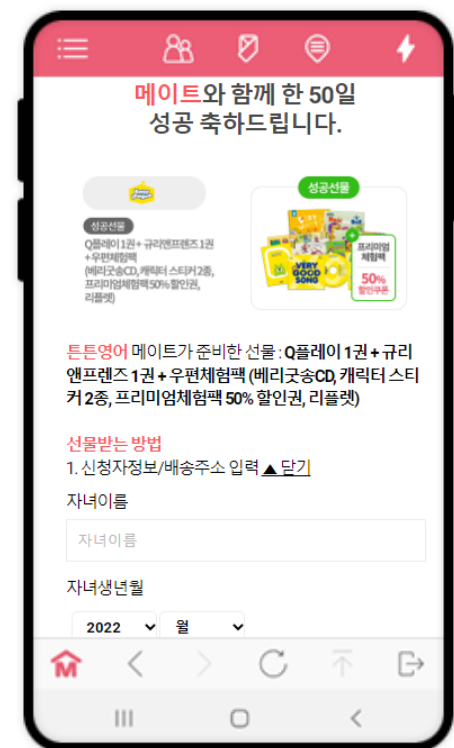 메이트와 함께 한 50일
성공 축하드립니다.
성공선물
Q플레이 1권 + 규리앤프렌즈 1권
+우편체험팩
(베리굿송CD, 캐릭터 스티커 2종,
프리미엄체험팩 50% 할인권,
리플렛)
성공선물
VERY
GOOD
SONG
프리미엄
체험팩
50%
할인쿠폰
튼튼영어 메이트가 준비한 선물 : Q플레이 1권 + 규리
앤프렌즈 1권 + 우편체험팩 (베리굿송CD, 캐릭터 스티
커 2종, 프리미엄체험팩 50% 할인권, 리플렛)
선물받는 방법
1. 신청자정보/배송주소 입력 ▲ 닫기
자녀이름
자녀이름
자녀생년월
2022 월
M